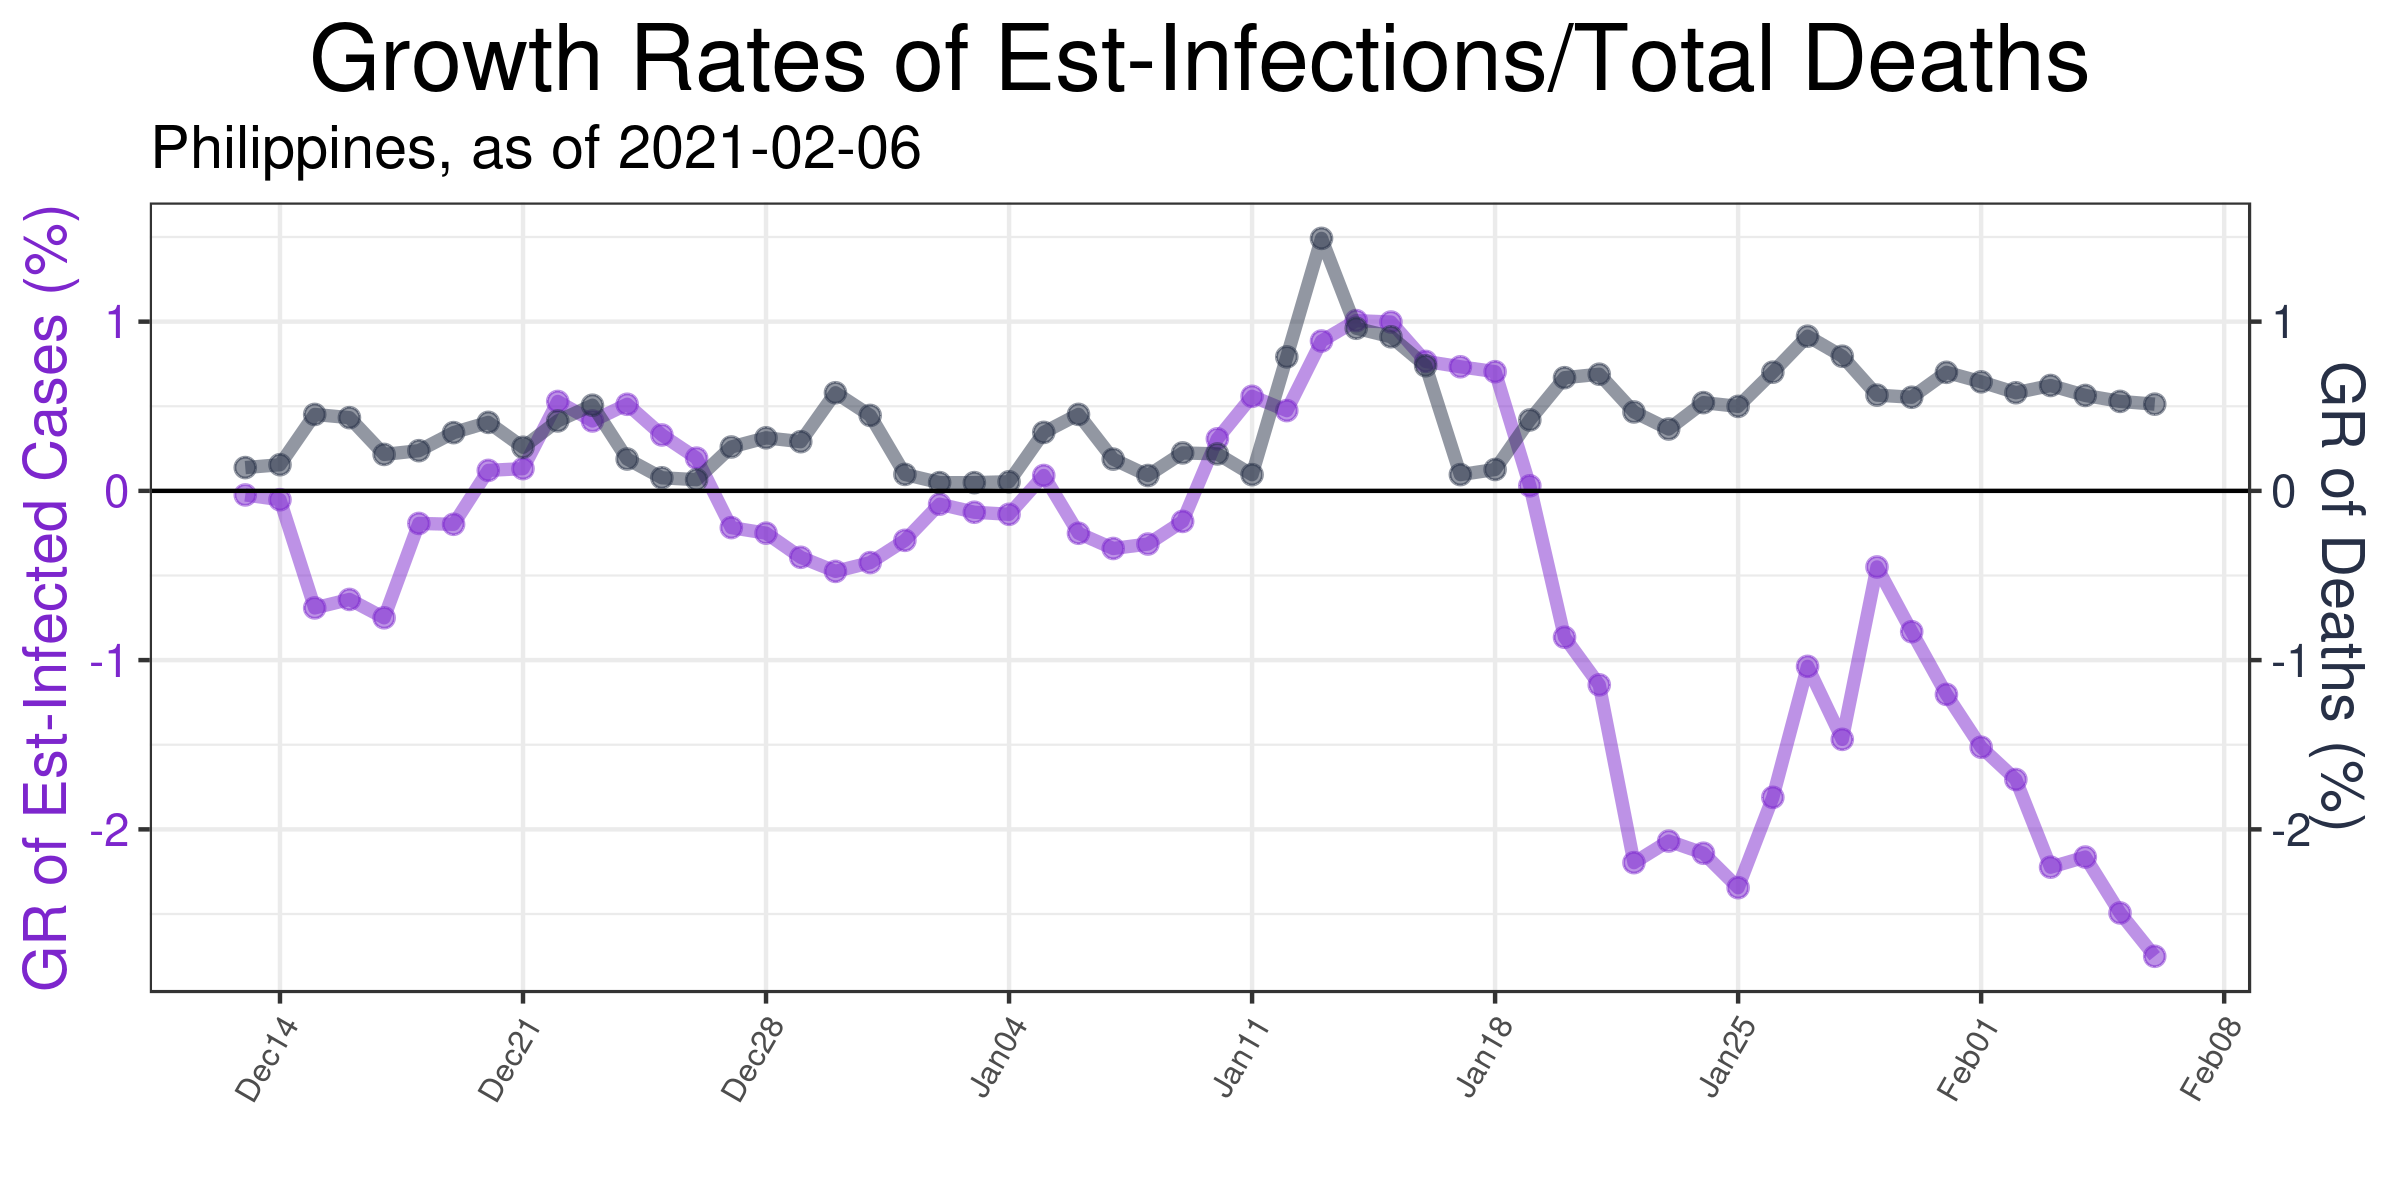 Growth Rates of Est-Infections/Total Deaths
Philippines, as of 2021-02-06
GR of Est-Infected Cases (%)
1
0
-1
-2
1
0
-1
-2
GR of Deaths (%)
Dec14
Dec21
Dec28
Jan04
Jan11
Jan18
Jan25
Feb01
Feb08